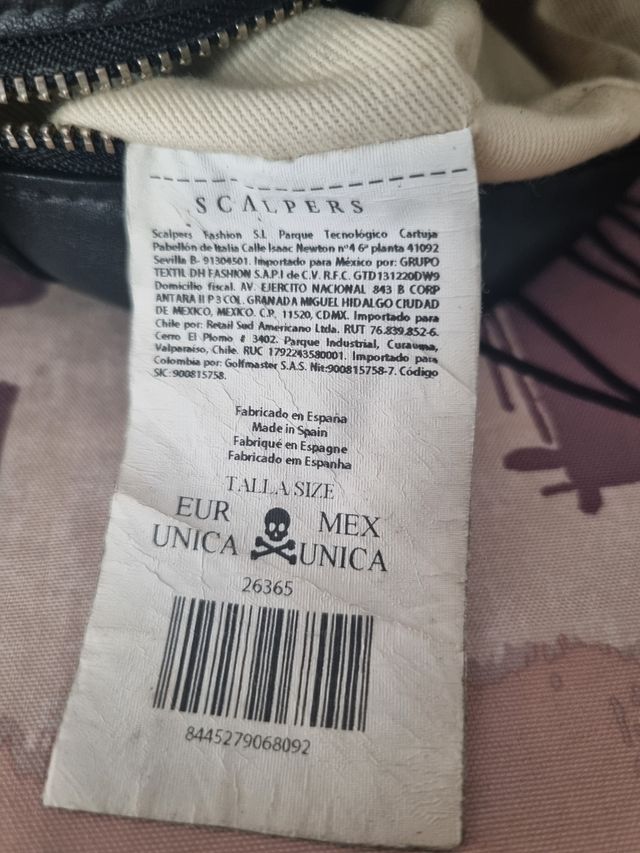 SCALPERS
Scalpers Fashion S.L Parque Tecnológico Cartuja
Pabellón de Italia Calle Isaac Newton nº4 6ª planta 41092
Sevilla B- 91304501. Importado para México por: GRUPO
TEXTIL DH FASHION S.A.P.I de C.V. R.F.C. GTD131220DW9
Domicilio fiscal. AV. EJERCITO NACIONAL 843 B CORP
ANTARA II P 3 COL. GRANADA MIGUEL HIDALGO CIUDAD
DE MEXICO, MEXICO. C.P. 11520, CDMX. Importado para
Chile por: Retail Sud Americano Ltda. RUT 76.839.852-6.
Cerro El Plomo # 3402. Parque Industrial, Curauma,
Valparaiso, Chile. RUC 1792243580001. Importado para
Colombia por: Golfmaster S.A.S. Nit:900815758-7. Código
SIC: 900815758.
Fabricado en España
Made in Spain
Fabriqué en Espagne
Fabricado em Espanha
TALLA SIZE
EUR MEX
UNICA UNICA
26365
8445279068092